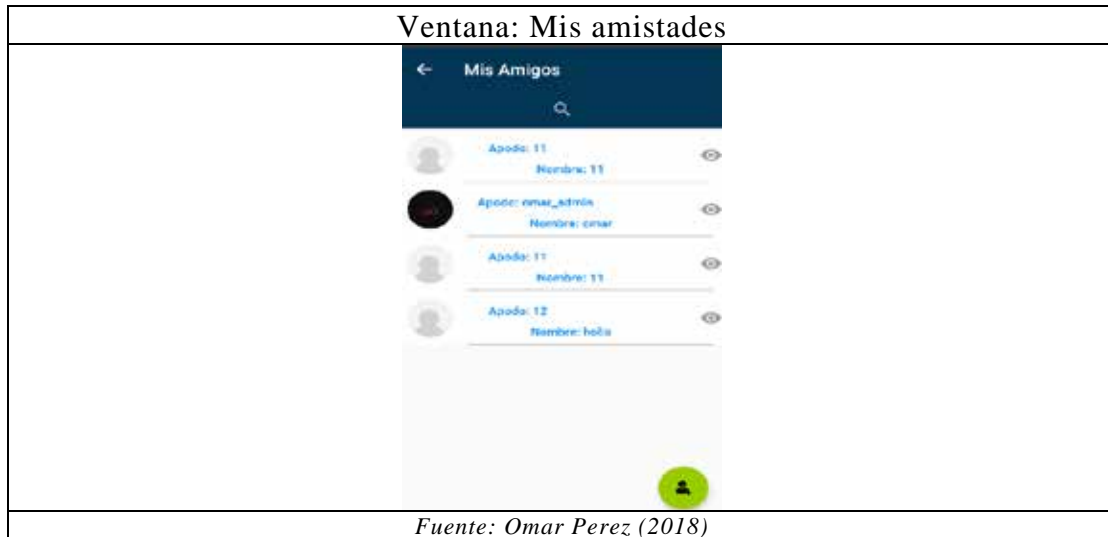 Ventana: Mis amistades
Mis Amigos
Apodo: 11
Nombre: 11
Apodo: omar_admin
Nombre: omar
Apodo: 11
Nombre: 11
Apodo: 12
Nombre: hola
Fuente: Omar Perez (2018)